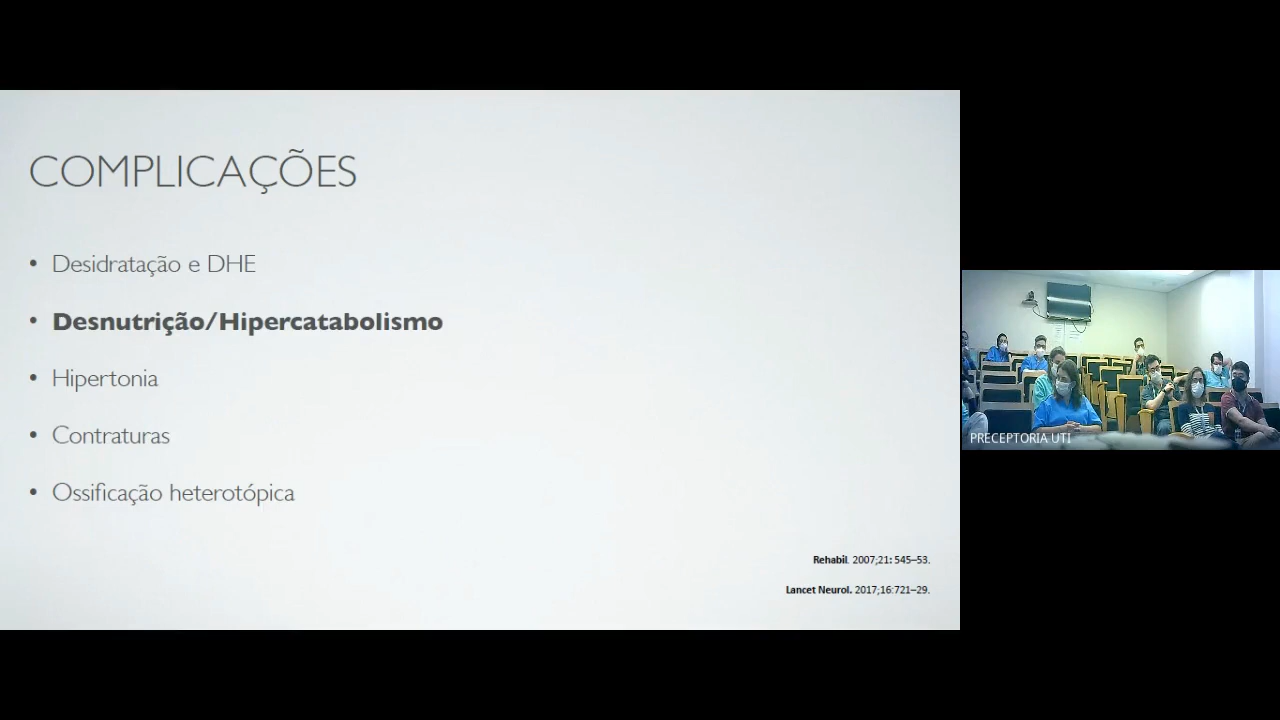 COMPLICAÇÕES
• Desidratação e DHE
• Desnutrição/Hipercatabolismo
• Hipertonia
• Contraturas
• Ossificação heterotópica
Rehabil. 2007;21: 545–53.
Lancet Neurol. 2017;16:721–29.
PRECEPTORIA UTI